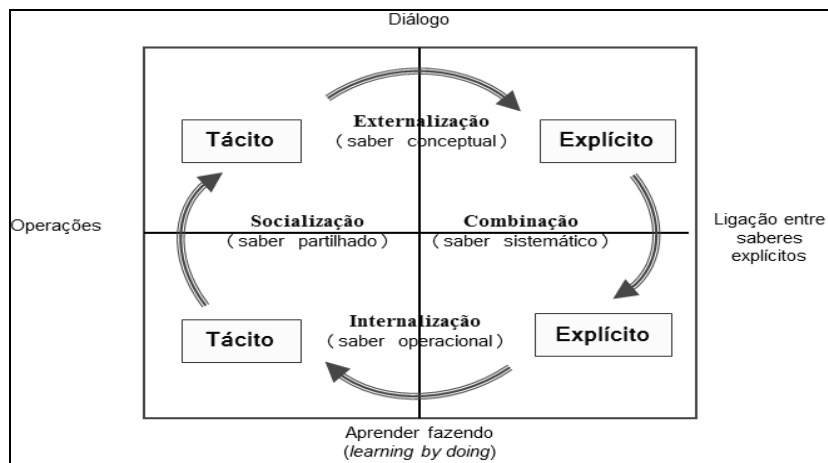 Diálogo
Externalização
(saber conceptual)
Tácito
Explícito
Operações
Socialização
(saber partilhado)
Combinação
(saber sistemático)
Ligação entre
saberes
explícitos
Tácito
Internalização
(saber operacional)
Explícito
Aprender fazendo
(learning by doing)